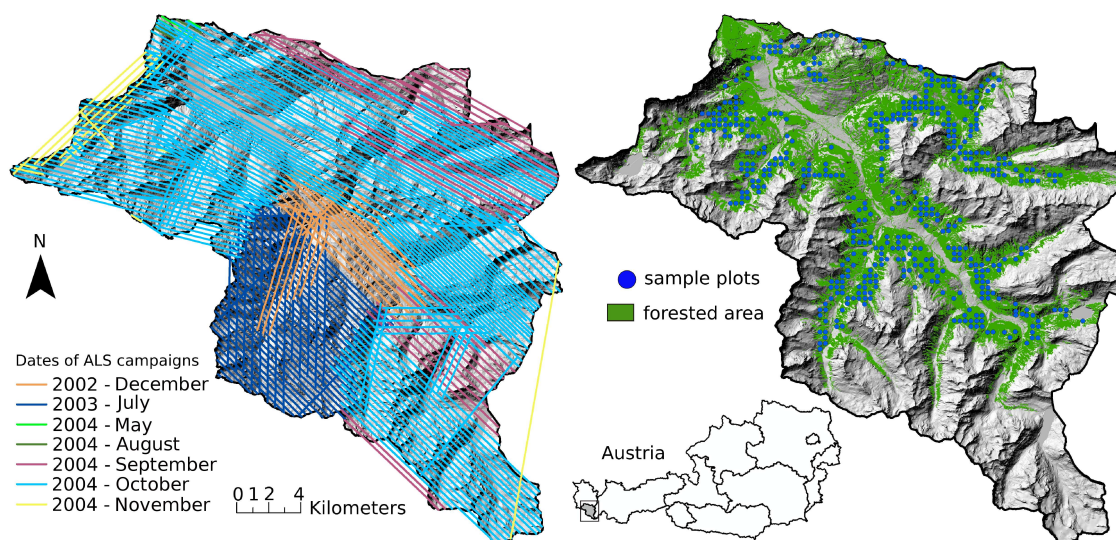 N
Dates of ALS campaigns
2002 - December
2003 - July
2004 - May
2004 - August
2004 - September
2004 - October
2004 - November
0 1 2 4 Kilometers
sample plots
forested area
Austria